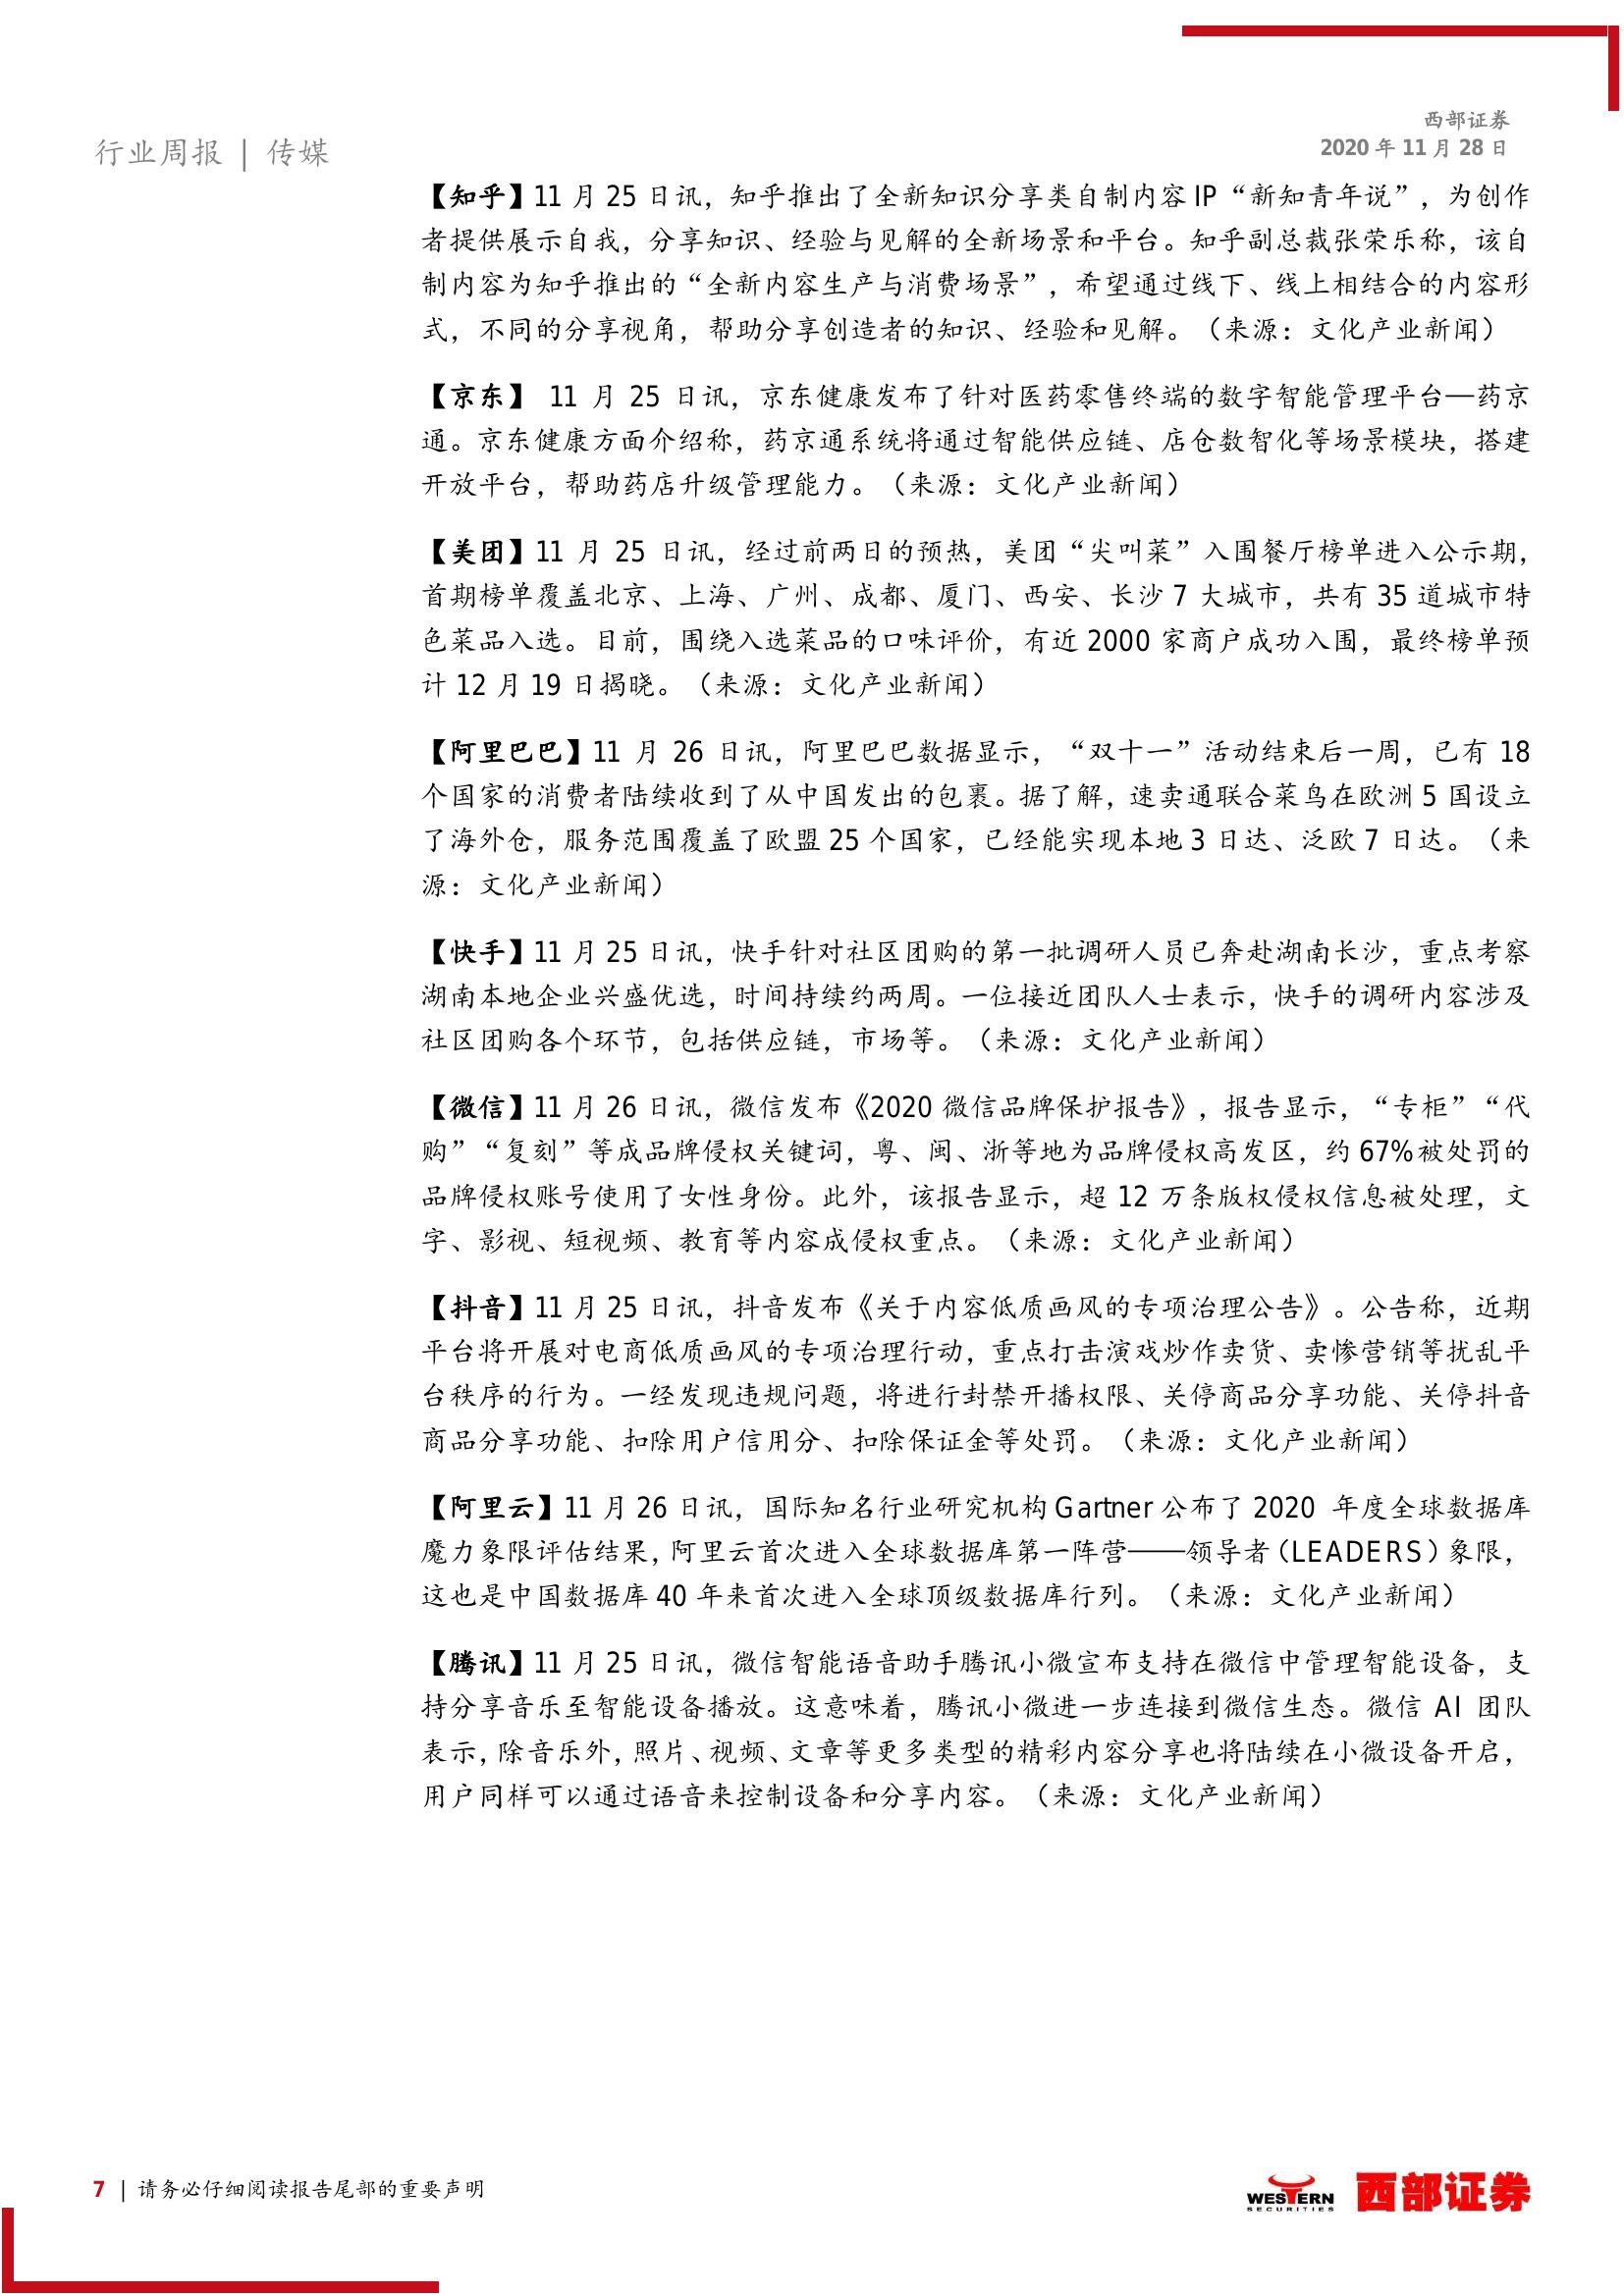 西部证券
行业周报 | 传媒
2020 年 11 月 28 日
【知乎】11 月 25 日讯，知乎推出了全新知识分享类自制内容 IP“新知青年说”，为创作
者提供展示自我，分享知识、经验与见解的全新场景和平台。知乎副总裁张荣乐称，该自
制内容为知乎推出的“全新内容生产与消费场景”，希望通过线下、线上相结合的内容形
式，不同的分享视角，帮助分享创造者的知识、经验和见解。（来源：文化产业新闻）
【京东】 11 月 25 日讯，京东健康发布了针对医药零售终端的数字智能管理平台—药京
通。京东健康方面介绍称，药京通系统将通过智能供应链、店仓数智化等场景模块，搭建
开放平台，帮助药店升级管理能力。（来源：文化产业新闻）
【美团】11 月 25 日讯，经过前两日的预热，美团“尖叫菜”入围餐厅榜单进入公示期，
首期榜单覆盖北京、上海、广州、成都、厦门、西安、长沙 7 大城市，共有 35 道城市特
色菜品入选。目前，围绕入选菜品的口味评价，有近 2000 家商户成功入围，最终榜单预
计 12 月 19 日揭晓。（来源：文化产业新闻）
【阿里巴巴】11 月 26 日讯，阿里巴巴数据显示，“双十一”活动结束后一周，已有 18
个国家的消费者陆续收到了从中国发出的包裹。据了解，速卖通联合菜鸟在欧洲 5 国设立
了海外仓，服务范围覆盖了欧盟 25 个国家，已经能实现本地 3 日达、泛欧 7 日达。（来
源：文化产业新闻）
【快手】11 月 25 日讯，快手针对社区团购的第一批调研人员已奔赴湖南长沙，重点考察
湖南本地企业兴盛优选，时间持续约两周。一位接近团队人士表示，快手的调研内容涉及
社区团购各个环节，包括供应链，市场等。（来源：文化产业新闻）
【微信】11 月 26 日讯，微信发布《2020 微信品牌保护报告》，报告显示，“专柜”“代
购”“复刻”等成品牌侵权关键词，粤、闽、浙等地为品牌侵权高发区，约 67%被处罚的
品牌侵权账号使用了女性身份。此外，该报告显示，超 12 万条版权侵权信息被处理，文
字、影视、短视频、教育等内容成侵权重点。（来源：文化产业新闻）
【抖音】11 月 25 日讯，抖音发布《关于内容低质画风的专项治理公告》。公告称，近期
平台将开展对电商低质画风的专项治理行动，重点打击演戏炒作卖货、卖惨营销等扰乱平
台秩序的行为。一经发现违规问题，将进行封禁开播权限、关停商品分享功能、关停抖音
商品分享功能、扣除用户信用分、扣除保证金等处罚。（来源：文化产业新闻）
【阿里云】11 月 26 日讯，国际知名行业研究机构 Gartner 公布了 2020 年度全球数据库
魔力象限评估结果，阿里云首次进入全球数据库第一阵营——领导者（LEADERS）象限，
这也是中国数据库 40 年来首次进入全球顶级数据库行列。（来源：文化产业新闻）
【腾讯】11 月 25 日讯，微信智能语音助手腾讯小微宣布支持在微信中管理智能设备，支
持分享音乐至智能设备播放。这意味着，腾讯小微进一步连接到微信生态。微信 AI 团队
表示，除音乐外，照片、视频、文章等更多类型的精彩内容分享也将陆续在小微设备开启，
用户同样可以通过语音来控制设备和分享内容。（来源：文化产业新闻）
7 | 请务必仔细阅读报告尾部的重要声明
WESTERN
SECURITIES
西部证券